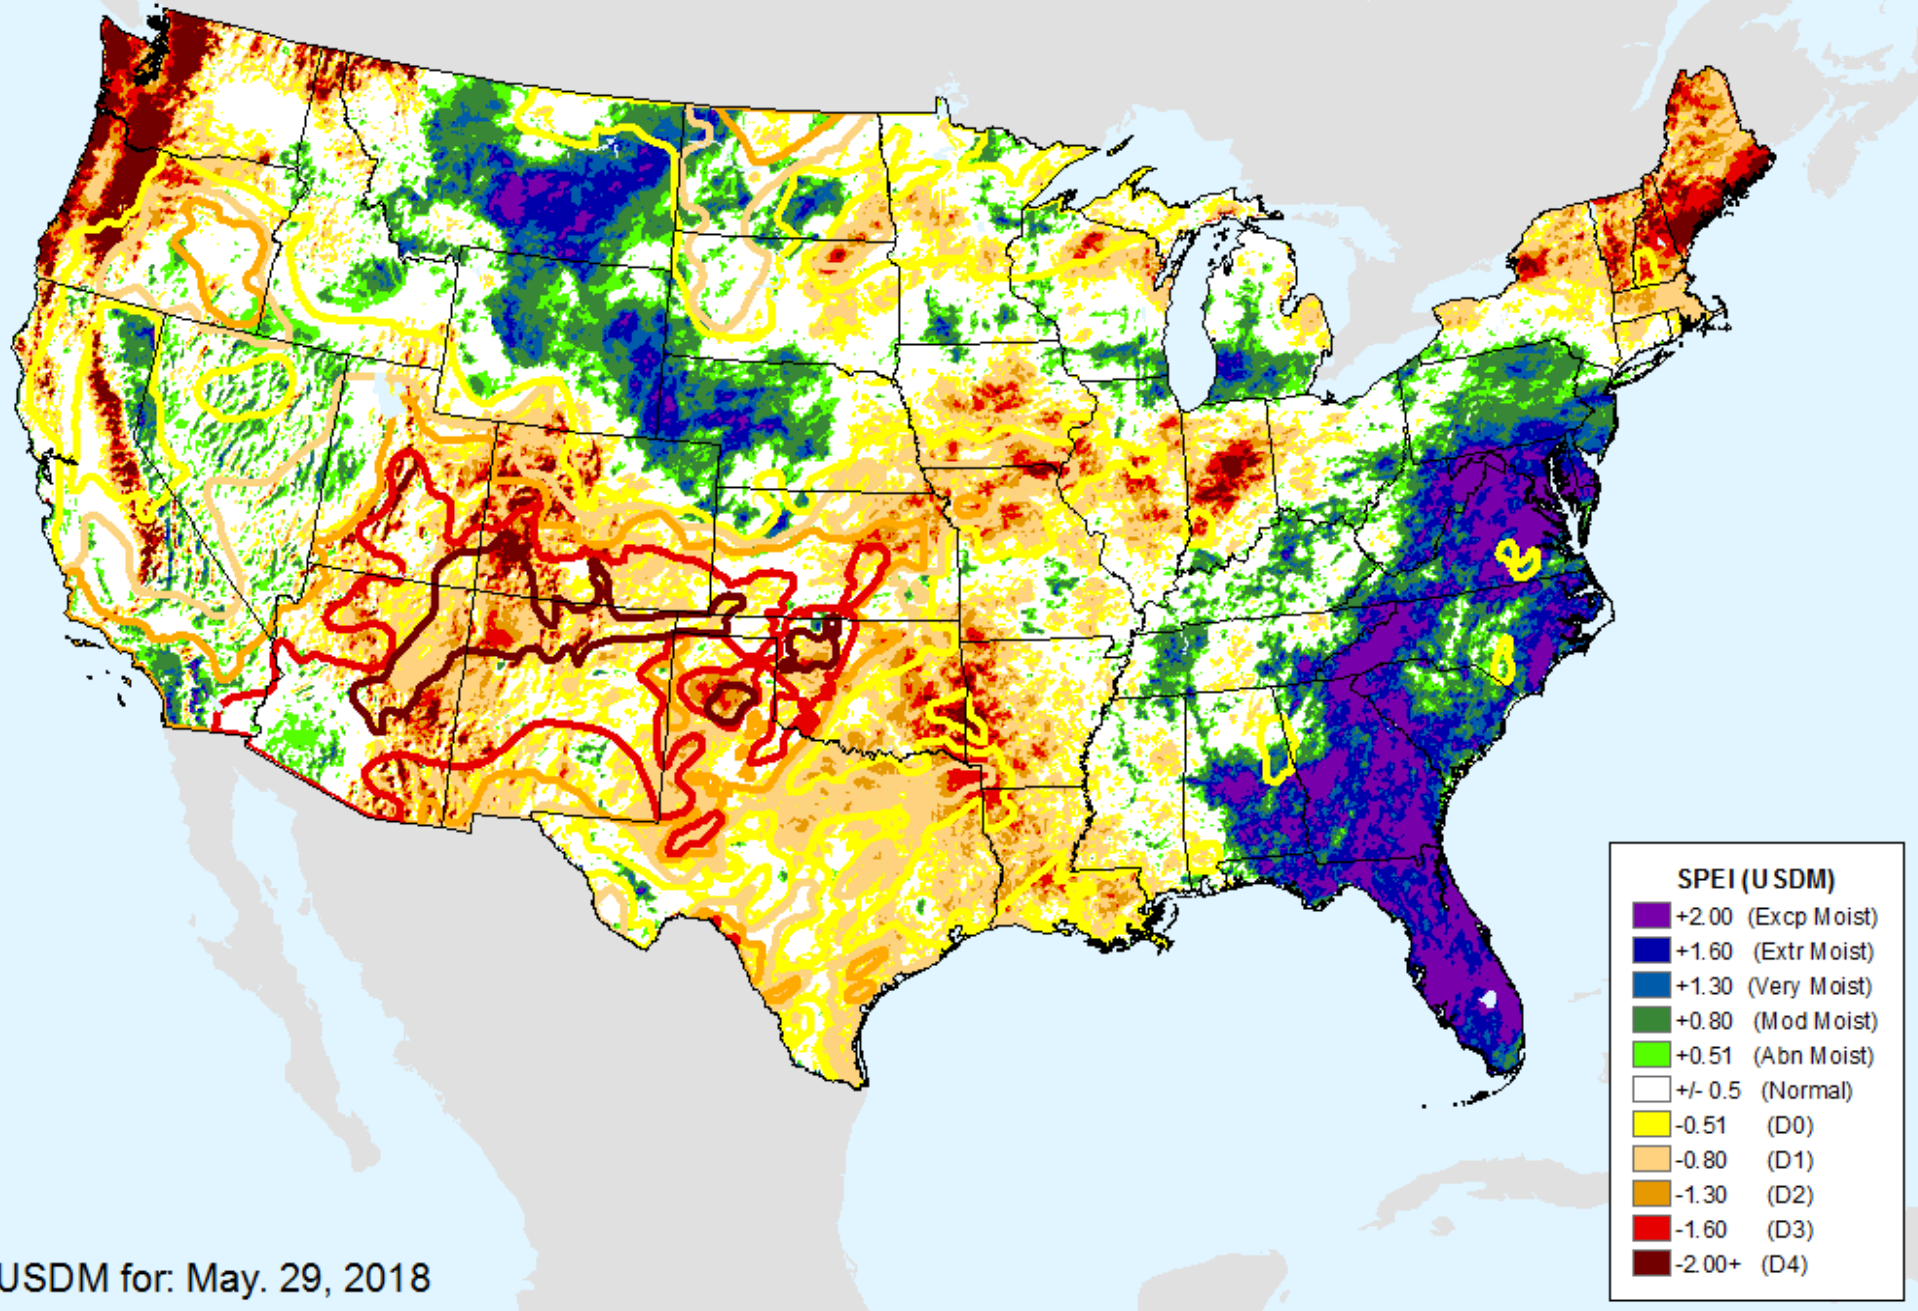 SPEI (USDM)
+2.00 (Excp Moist)
+1.60 (Extr Moist)
+1.30 (Very Moist)
+0.80 (Mod Moist)
+0.51 (Abn Moist)
+/- 0.5 (Normal)
-0.51 (D0)
-0.80 (D1)
-1.30 (D2)
-1.60 (D3)
-2.00+ (D4)
USDM for: May. 29, 2018